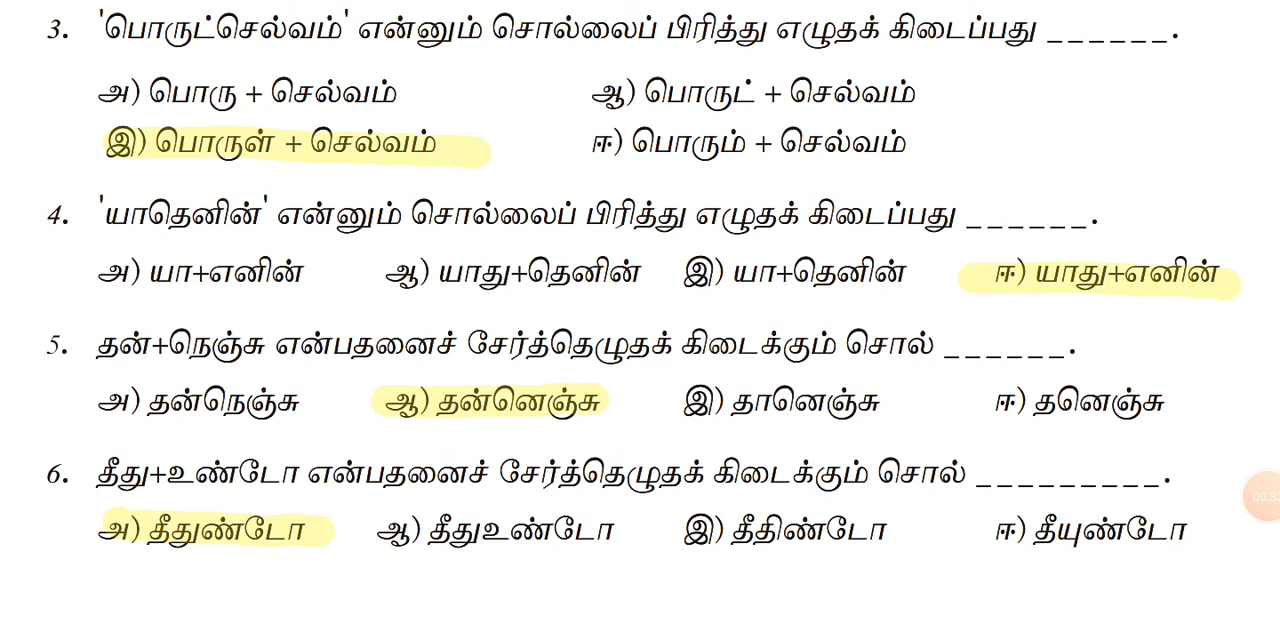 3. 'பொருட்செல்வம்' என்னும் சொல்லைப் பிரித்து எழுதக் கிடைப்பது ______.
அ) பொரு + செல்வம் ஆ) பொருட் + செல்வம்
இ) பொருள் + செல்வம் ஈ) பொரும் + செல்வம்
4. 'யாதெனின்' என்னும் சொல்லைப் பிரித்து எழுதக் கிடைப்பது ______.
அ) யா+எனின் ஆ) யாது+தெனின் இ) யா+தெனின் ஈ) யாது+எனின்
5. தன்+நெஞ்சு என்பதனைச் சேர்த்தெழுதக் கிடைக்கும் சொல் ______.
அ) தன்நெஞ்சு ஆ) தன்னெஞ்சு இ) தானெஞ்சு ஈ) தனெஞ்சு
6. தீது+உண்டோ என்பதனைச் சேர்த்தெழுதக் கிடைக்கும் சொல் _________.
அ) தீதுண்டோ ஆ) தீதுஉண்டோ இ) தீதிண்டோ ஈ) தீயுண்டோ